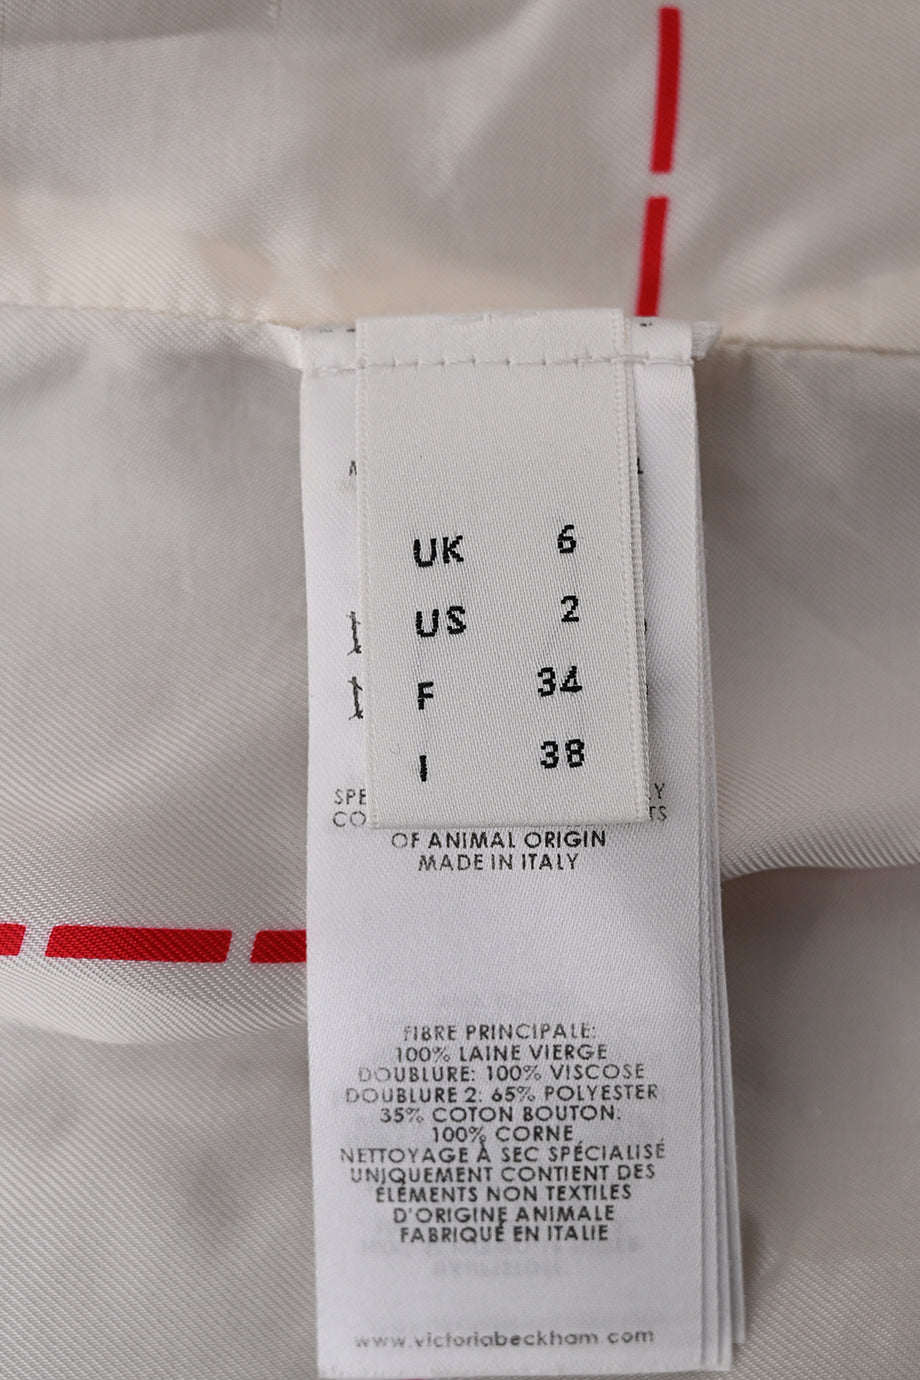 UK 6
US 2
F 34
I 38
OF ANIMAL ORIGIN
MADE IN ITALY
FIBRE PRINCIPALE:
100% LAINE VIERGE
DOUBLURE: 100% VISCOSE
DOUBLURE 2: 65% POLYESTER
35% COTON BOUTON:
100% CORNE
NETTOYAGE À SEC SPÉCIALISÉ
UNIQUEMENT CONTIENT DES
ÉLÉMENTS NON TEXTILES
D'ORIGINE ANIMALE
FABRIQUÉ EN ITALIE
www.victoriabeckham.com